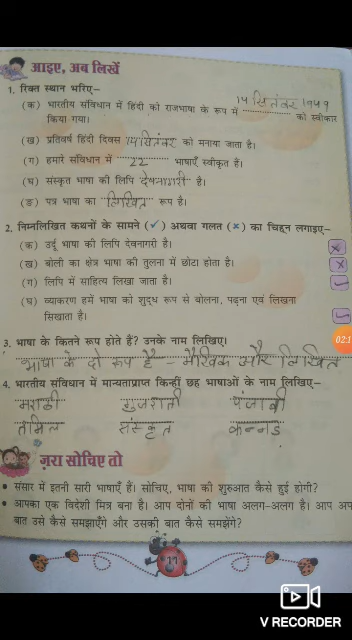 आइए, अब लिखें
1. रिक्त स्थान भरिए–
(क) भारतीय संविधान में हिंदी को राजभाषा के रूप में 14 सितंबर 1949 को स्वीकार
किया गया।
(ख) प्रतिवर्ष हिंदी दिवस 14 सितंबर को मनाया जाता है।
(ग) हमारे संविधान में 22 भाषाएँ स्वीकृत हैं।
(घ) संस्कृत भाषा की लिपि देवनागरी है।
(ङ) पत्र भाषा का लिखित रूप है।
2. निम्नलिखित कथनों के सामने (✓) अथवा गलत (×) का चिह्न लगाइए–
(क) उर्दू भाषा की लिपि देवनागरी है। ×
(ख) बोली का क्षेत्र भाषा की तुलना में छोटा होता है। ×
(ग) लिपि में साहित्य लिखा जाता है। ✓
(घ) व्याकरण हमें भाषा को शुद्ध रूप से बोलना, पढ़ना एवं लिखना
सिखाता है। ✓
02:1
3. भाषा के कितने रूप होते हैं? उनके नाम लिखिए।
भाषा के दो रूप है – मौखिक और लिखित
4. भारतीय संविधान में मान्यताप्राप्त किन्हीं छह भाषाओं के नाम लिखिए–
मराठी गुजराती पंजाबी
तमिल संस्कृत कन्नड़
ज़रा सोचिए तो
• संसार में इतनी सारी भाषाएँ हैं। सोचिए, भाषा की शुरुआत कैसे हुई होगी?
• आपका एक विदेशी मित्र बना है। आप दोनों की भाषा अलग-अलग है। आप अप
बात उसे कैसे समझाएँगे और उसकी बात कैसे समझेंगे?
V RECORDER